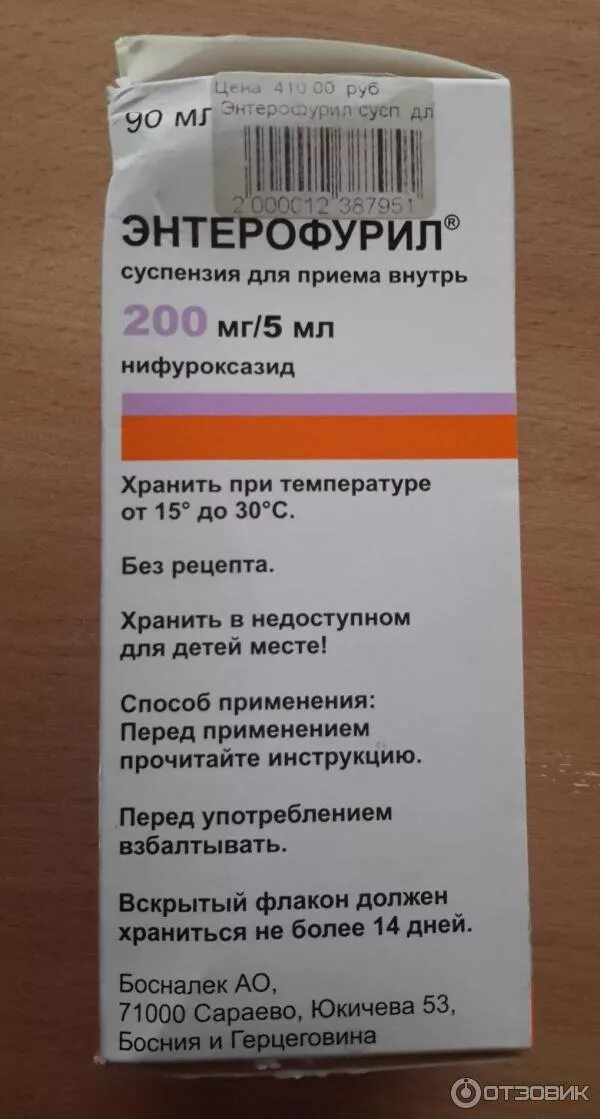 Цена 410.00 руб
Энтерофурил сусп дл
2 000012 387951
90 мл
ЭНТЕРОФУРИЛ®
суспензия для приема внутрь
200 мг/5 мл
нифуроксазид
Хранить при температуре
от 15° до 30°С.
Без рецепта.
Хранить в недоступном
для детей месте!
Способ применения:
Перед применением
прочитайте инструкцию.
Перед употреблением
взбалтывать.
Вскрытый флакон должен
храниться не более 14 дней.
Босналек АО,
71000 Сараево, Юкичева 53,
Босния и Герцеговина
ОТЗОВИК